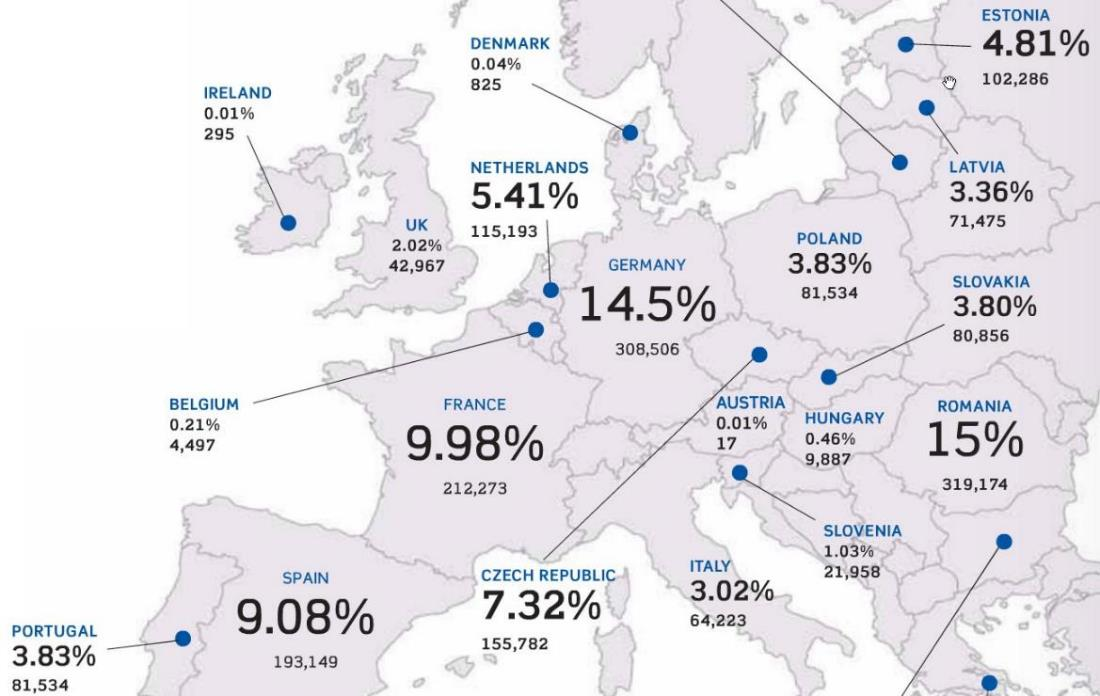 ESTONIA
4.81%
102,286
DENMARK
0.04%
825
IRELAND
0.01%
295
NETHERLANDS
5.41%
115,193
LATVIA
3.36%
71,475
UK
2.02%
42,967
POLAND
3.83%
81,534
GERMANY
14.5%
308,506
SLOVAKIA
3.80%
80,856
BELGIUM
0.21%
4,497
FRANCE
9.98%
212,273
AUSTRIA
0.01%
17
HUNGARY
0.46%
9,887
ROMANIA
15%
319,174
SLOVENIA
1.03%
21,958
ITALY
3.02%
64,223
CZECH REPUBLIC
7.32%
155,782
SPAIN
9.08%
193,149
PORTUGAL
3.83%
81,534